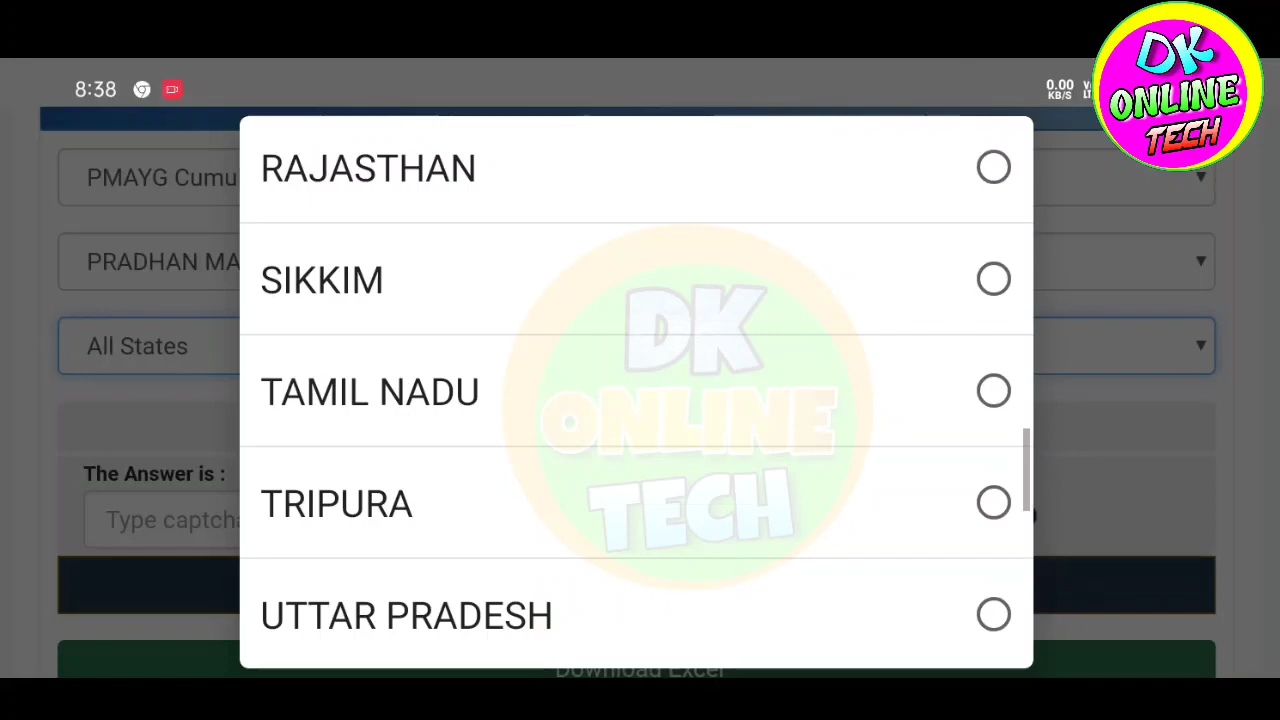 8:38
0.00
KB/S
DK
ONLINE
TECH
RAJASTHAN
PMAYG Cumu
SIKKIM
PRADHAN MA
All States
TAMIL NADU
DK
ONLINE
TECH
The Answer is :
TRIPURA
Type captcha
UTTAR PRADESH
Download Excel